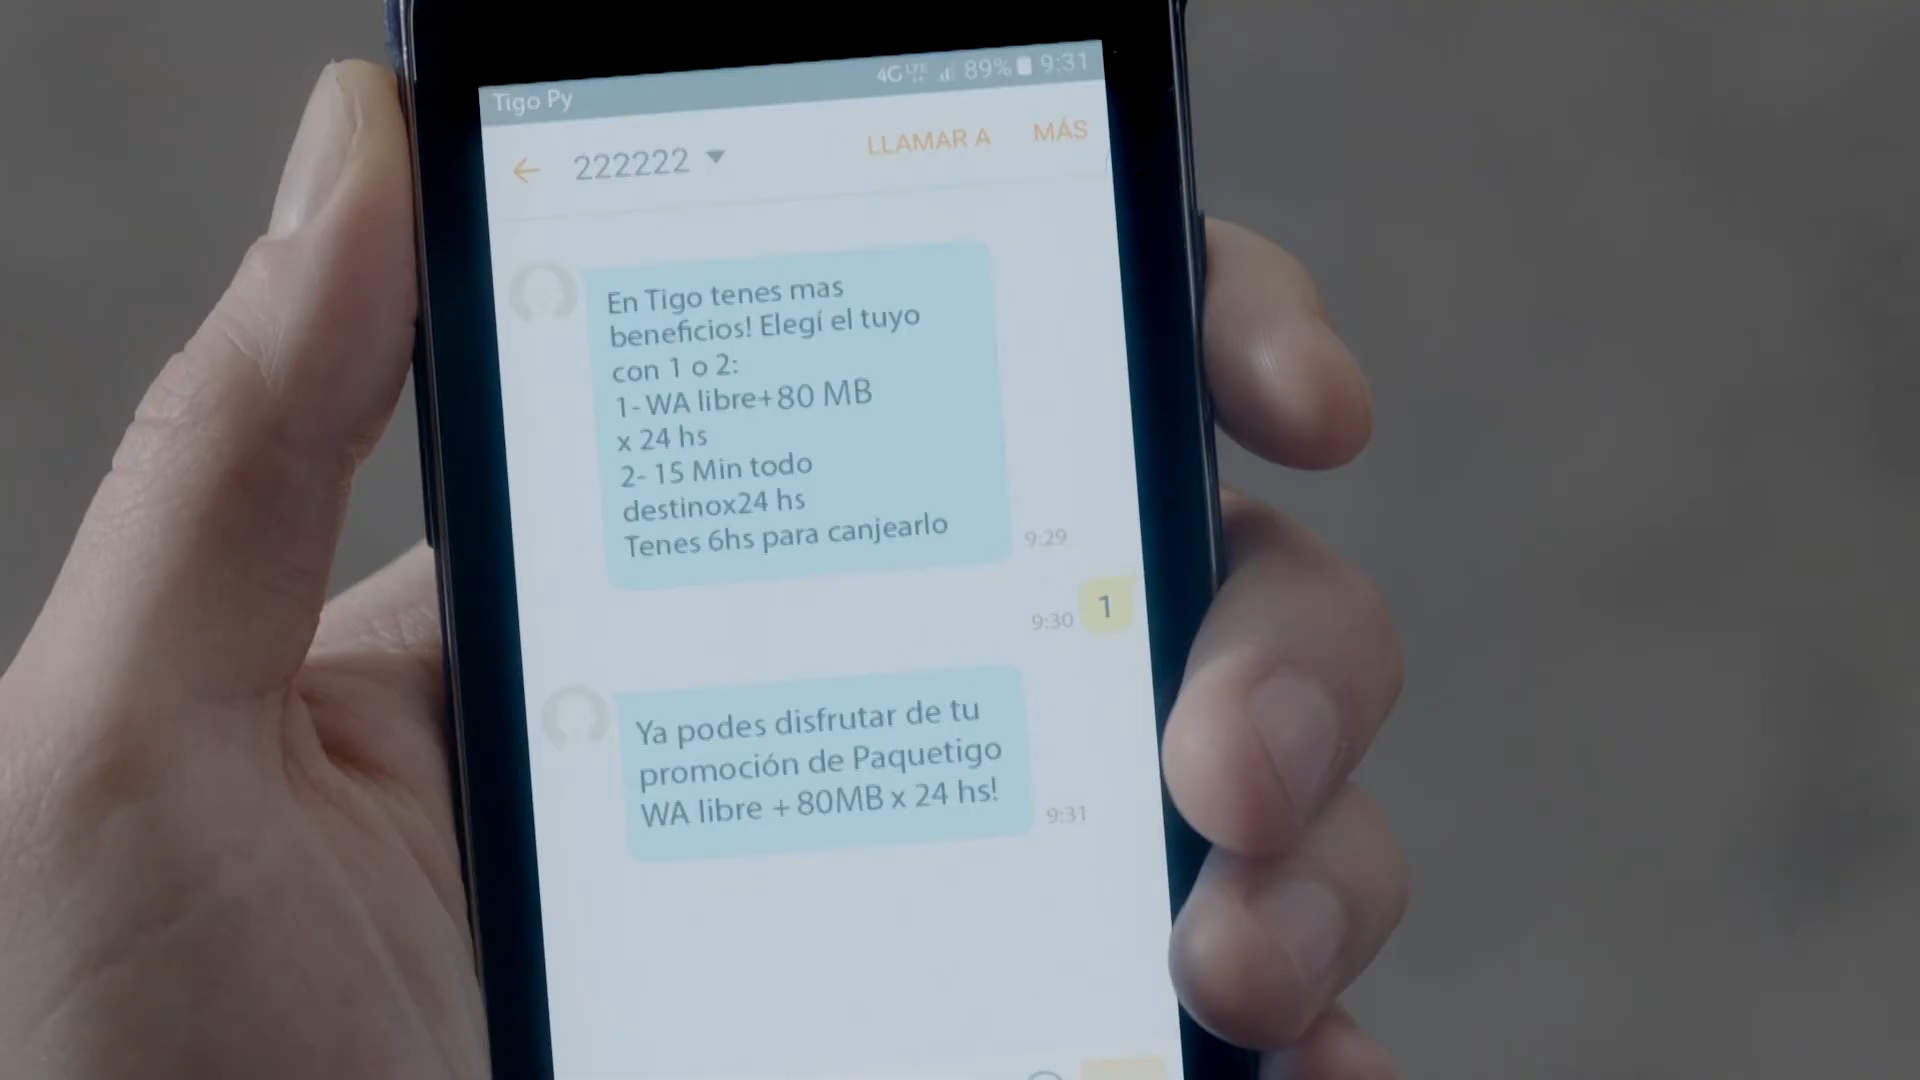 Tigo Py
4G LTE 89% 9:31
222222
LLAMAR A MÁS
En Tigo tenes mas
beneficios! Elegí el tuyo
con 1 o 2:
1- WA libre+80 MB
x 24 hs
2- 15 Min todo
destinox24 hs
Tenes 6hs para canjearlo
9:29
9:30 1
Ya podes disfrutar de tu
promoción de Paquetigo
WA libre + 80MB x 24 hs!
9:31